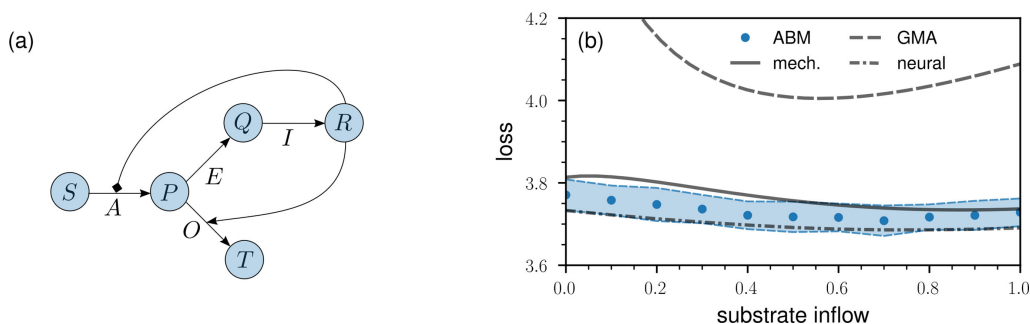 (a)
S
A
P
E
Q
I
R
O
T
(b)
ABM
mech.
GMA
neural
loss
4.2
4.0
3.8
3.6
0.0 0.2 0.4 0.6 0.8 1.0
substrate inflow